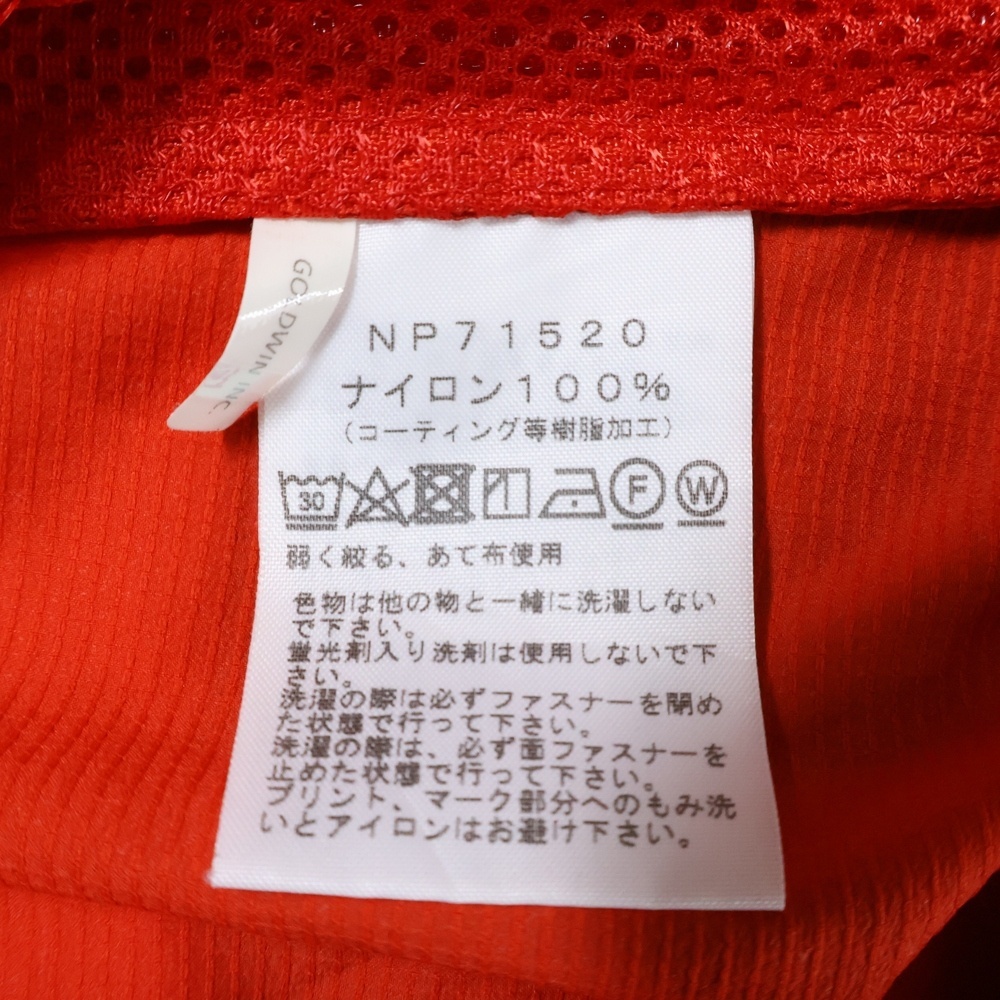 GOLDWIN INC.
NP71520
ナイロン100%
（コーティング等樹脂加工）
30
F
W
弱く絞る、あて布使用
色物は他の物と一緒に洗濯しない
で下さい。
蛍光剤入り洗剤は使用しないで下
さい。
洗濯の際は必ずファスナーを閉め
た状態で行って下さい。
洗濯の際は、必ず面ファスナーを
止めた状態で行って下さい。
プリント、マーク部分へのもみ洗
いとアイロンはお避け下さい。